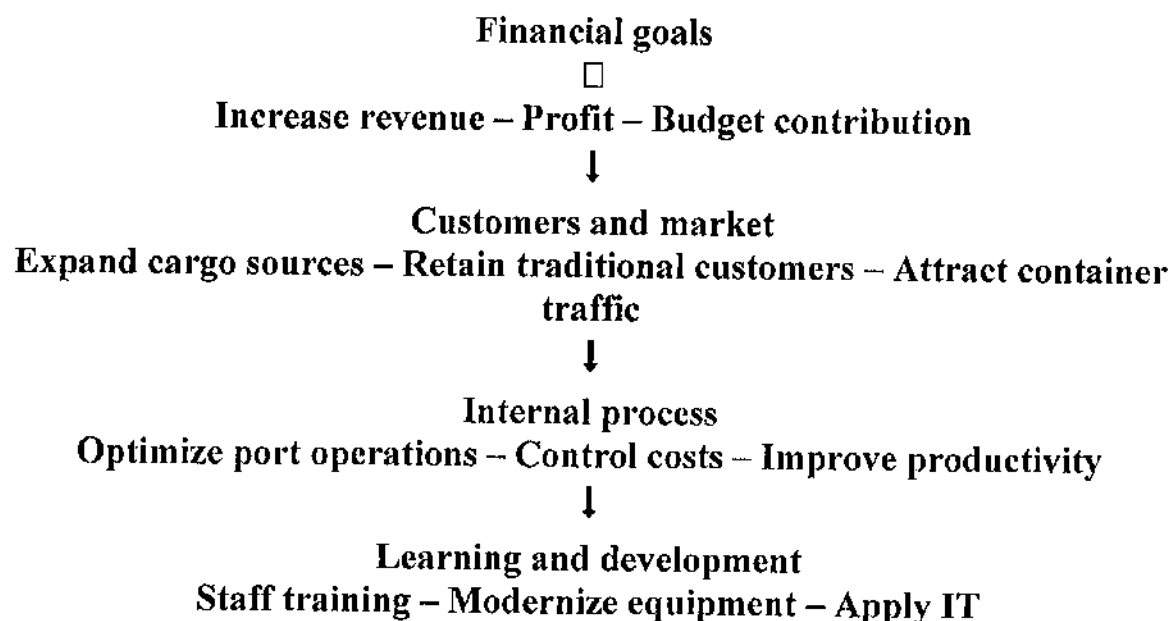 Financial goals
□
Increase revenue – Profit – Budget contribution
↓
Customers and market
Expand cargo sources – Retain traditional customers – Attract container
traffic
↓
Internal process
Optimize port operations – Control costs – Improve productivity
↓
Learning and development
Staff training – Modernize equipment – Apply IT